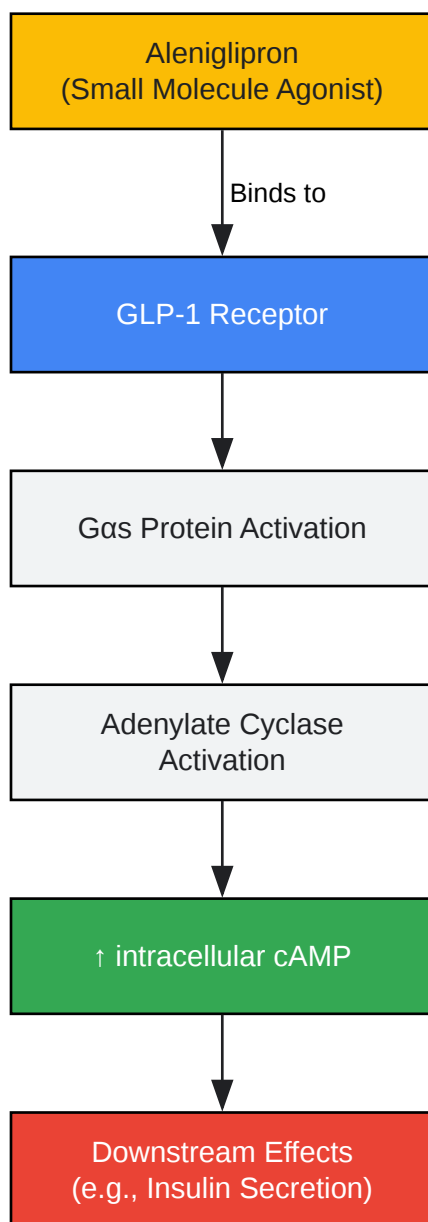 Aleniglipron
(Small Molecule Agonist)
Binds to
GLP-1 Receptor
Gαs Protein Activation
Adenylate Cyclase
Activation
↑ intracellular cAMP
Downstream Effects
(e.g., Insulin Secretion)